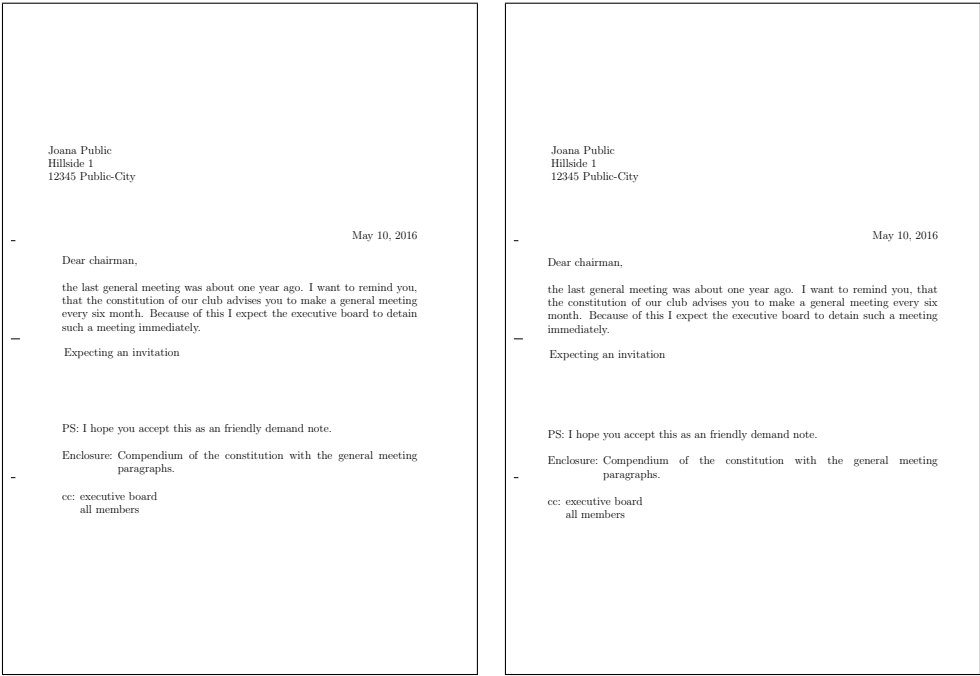 Joana Public
Hillside 1
12345 Public-City
May 10, 2016
Dear chairman,
the last general meeting was about one year ago. I want to remind you,
that the constitution of our club advises you to make a general meeting
every six month. Because of this I expect the executive board to detain
such a meeting immediately.
Expecting an invitation
PS: I hope you accept this as an friendly demand note.
Enclosure: Compendium of the constitution with the general meeting
paragraphs.
cc: executive board
all members
Joana Public
Hillside 1
12345 Public-City
May 10, 2016
Dear chairman,
the last general meeting was about one year ago. I want to remind you, that
the constitution of our club advises you to make a general meeting every six
month. Because of this I expect the executive board to detain such a meeting
immediately.
Expecting an invitation
PS: I hope you accept this as an friendly demand note.
Enclosure: Compendium of the constitution with the general meeting
paragraphs.
cc: executive board
all members